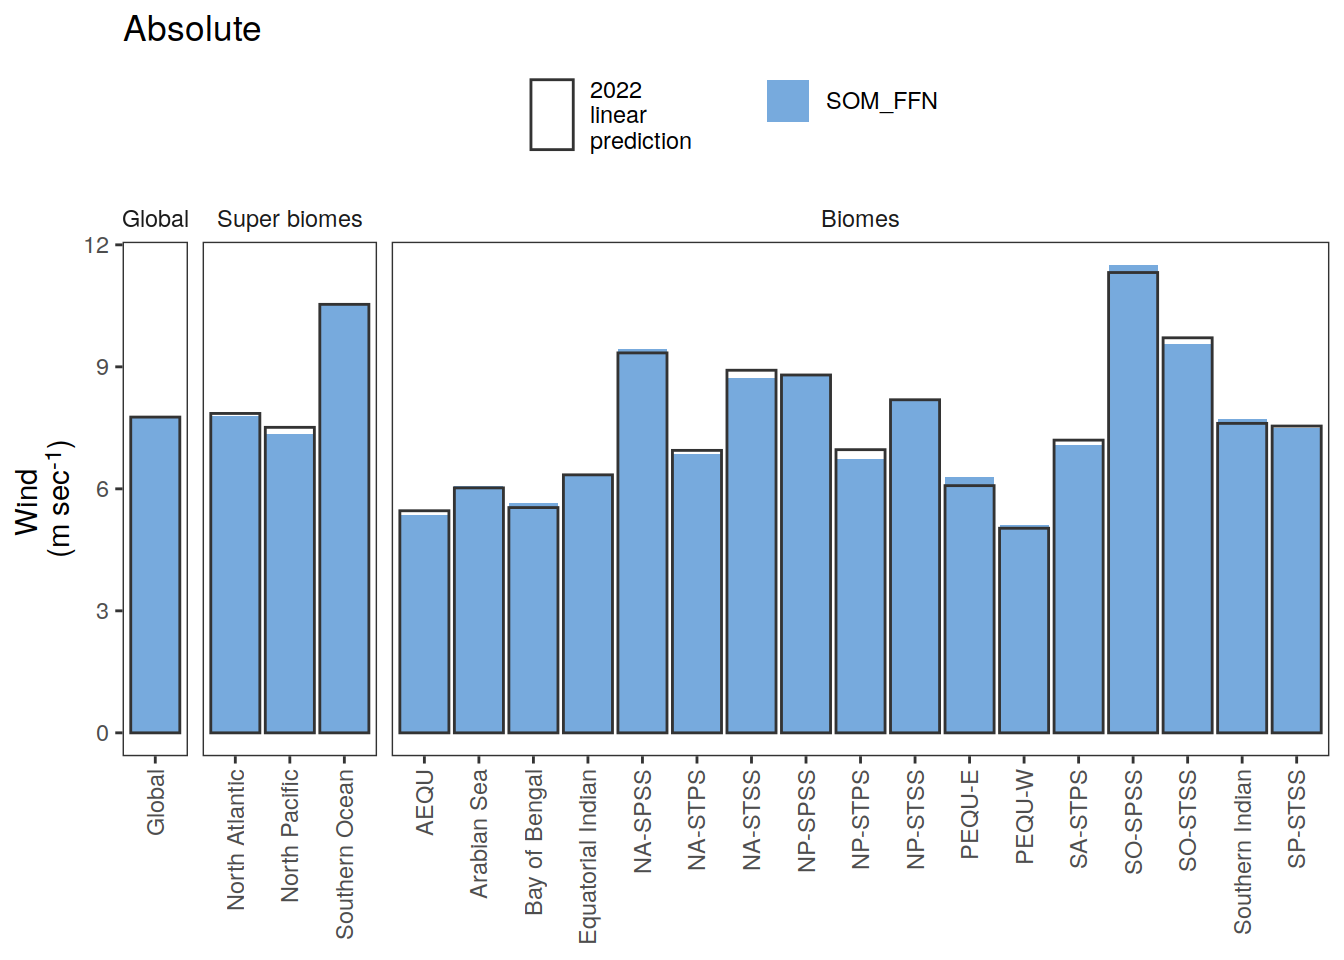 Absolute
2022
linear
prediction
SOM_FFN
Global
Super biomes
Biomes
12
9
6
3
0
Wind
(m sec-1)
Global
North Atlantic
North Pacific
Southern Ocean
AEQU
Arabian Sea
Bay of Bengal
Equatorial Indian
NA-SPSS
NA-STPS
NA-STSS
NP-SPSS
NP-STPS
NP-STSS
PEQU-E
PEQU-W
SA-STPS
SO-SPSS
SO-STSS
Southern Indian
SP-STSS